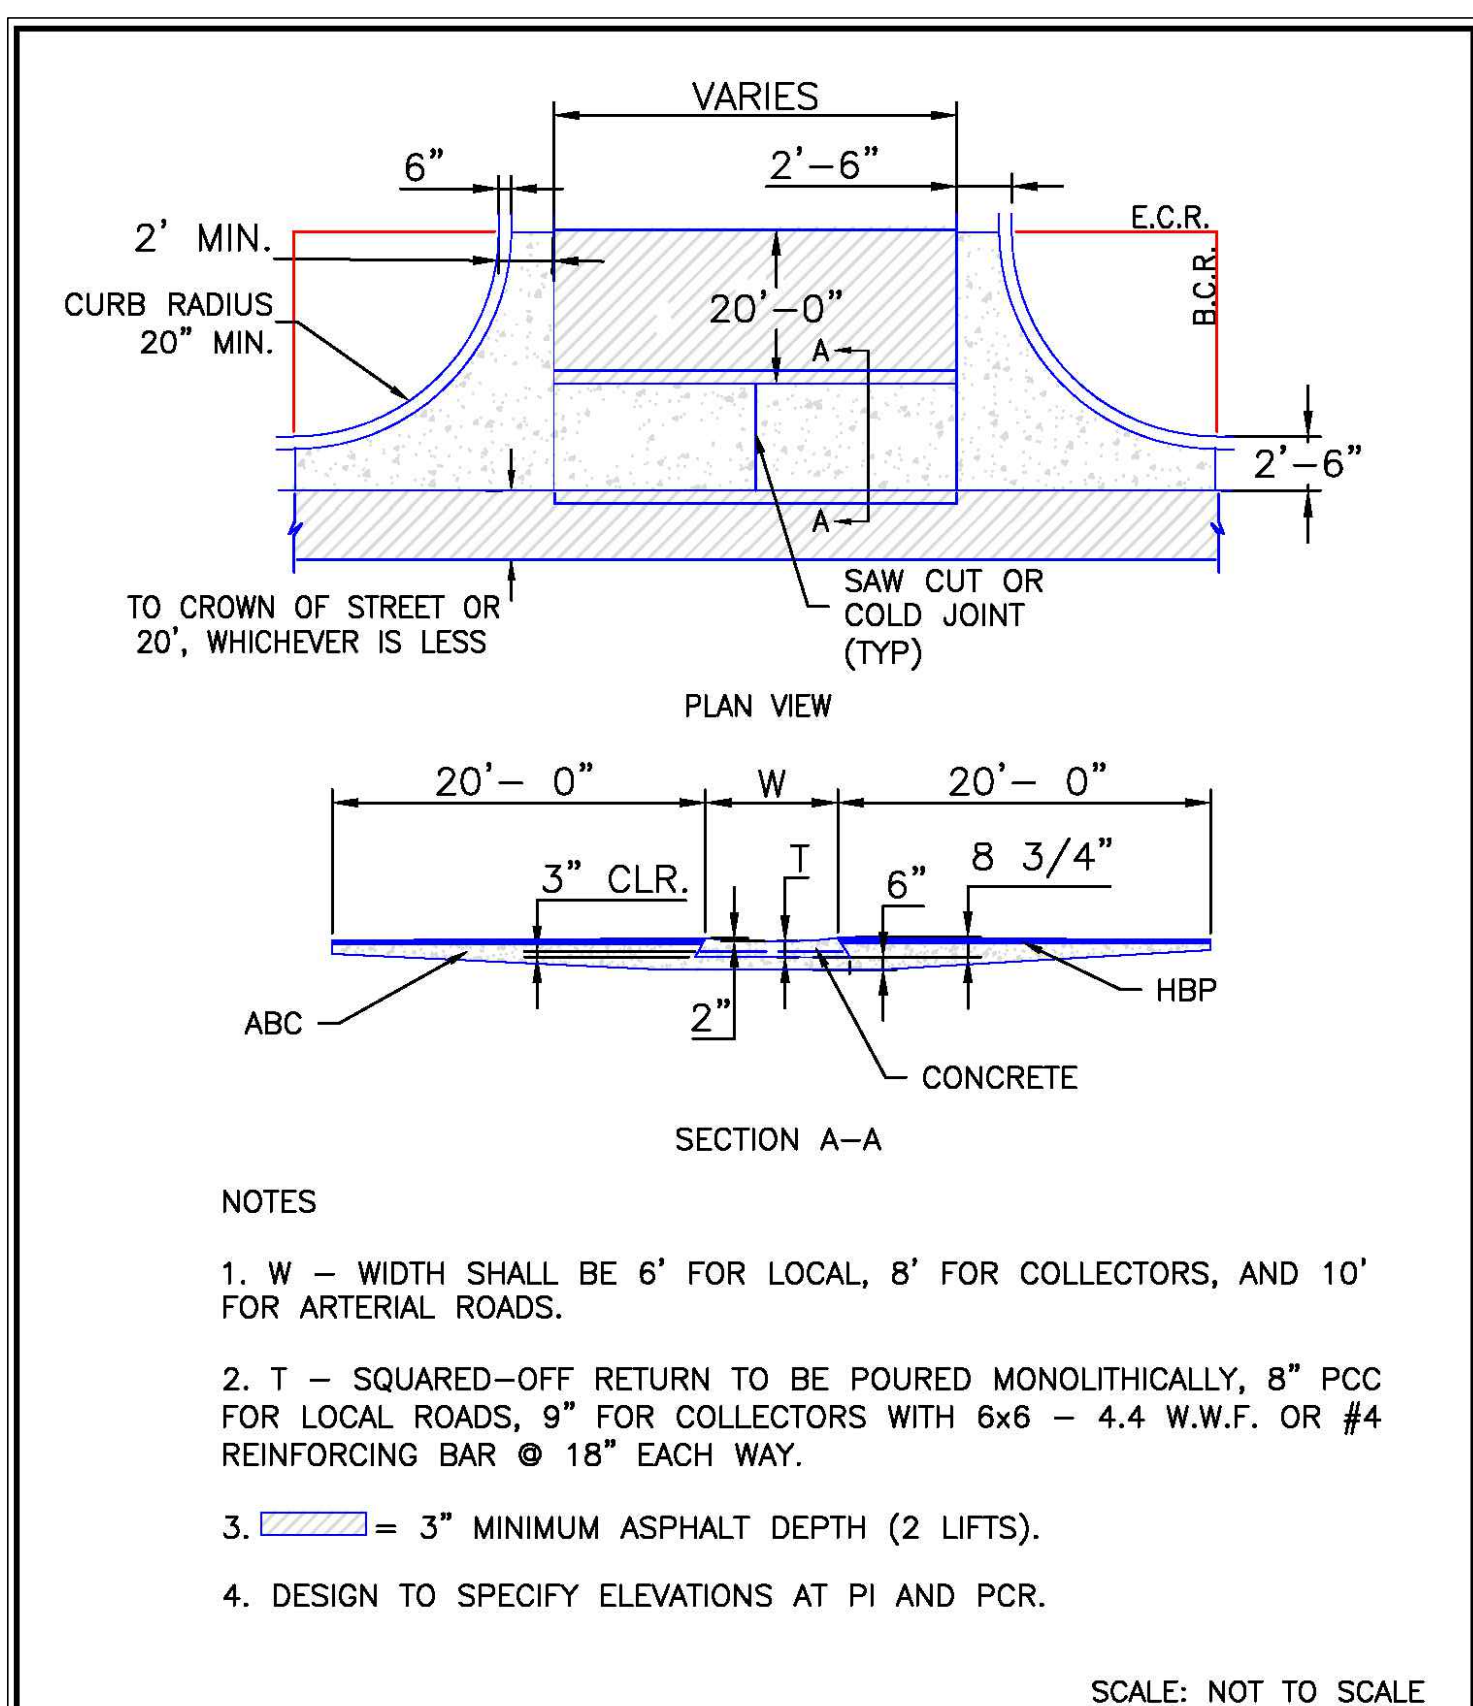 VARIES
6” 2’-6”
E.C.R.
2’ MIN.
B.C.R.
CURB RADIUS
20” MIN.
20’-0”
A
2’-6”
A
SAW CUT OR
COLD JOINT
(TYP)
TO CROWN OF STREET OR
20’, WHICHEVER IS LESS
PLAN VIEW
20’- 0” W 20’- 0”
3” CLR. T 6” 8 3/4”
ABC 2” HBP
CONCRETE
SECTION A-A
NOTES
1. W – WIDTH SHALL BE 6’ FOR LOCAL, 8’ FOR COLLECTORS, AND 10’
FOR ARTERIAL ROADS.
2. T – SQUARED-OFF RETURN TO BE POURED MONOLITHICALLY, 8” PCC
FOR LOCAL ROADS, 9” FOR COLLECTORS WITH 6x6 – 4.4 W.W.F. OR #4
REINFORCING BAR @ 18” EACH WAY.
3. = 3” MINIMUM ASPHALT DEPTH (2 LIFTS).
4. DESIGN TO SPECIFY ELEVATIONS AT PI AND PCR.
SCALE: NOT TO SCALE